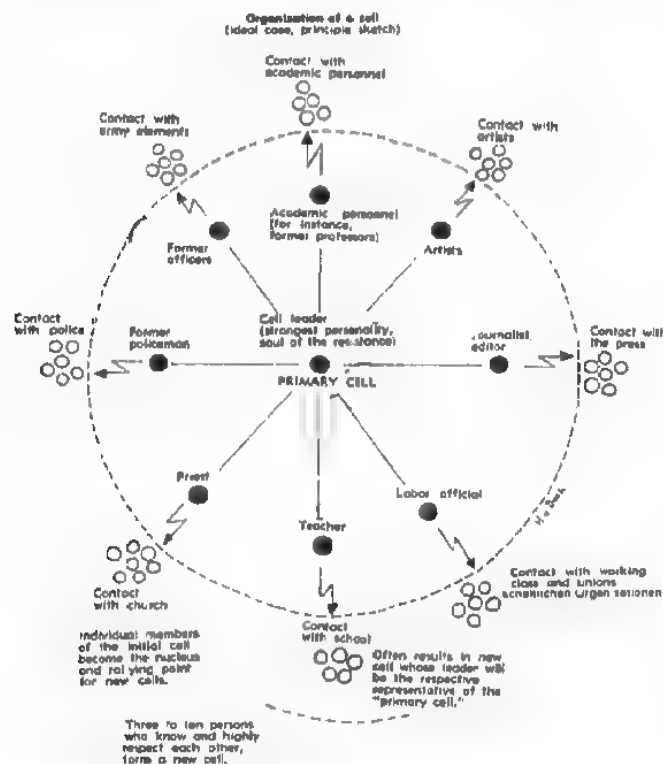 Organisation of a cell
(ideal case, principle sketch)
Contact with
academic personnel
Contact with
army elements
Contact with
artists
Academic personnel
(for instance,
former professors)
Former
officers
Artists
Contact
with police
Former
policeman
Cell leader
(strongest personality,
soul of the resistance)
Journalist,
editor
Contact with
the press
PRIMARY CELL
Priest
Labor official
Teacher
Contact
with church
Contact with working
class and unions
Contact
with school
Individual members
of the initial cell
become the nucleus
and rallying point
for new cells.
Often results in new
cell whose leader will
be the respective
representative of the
"primary cell."
Three to ten persons
who know and highly
respect each other,
form a new cell.